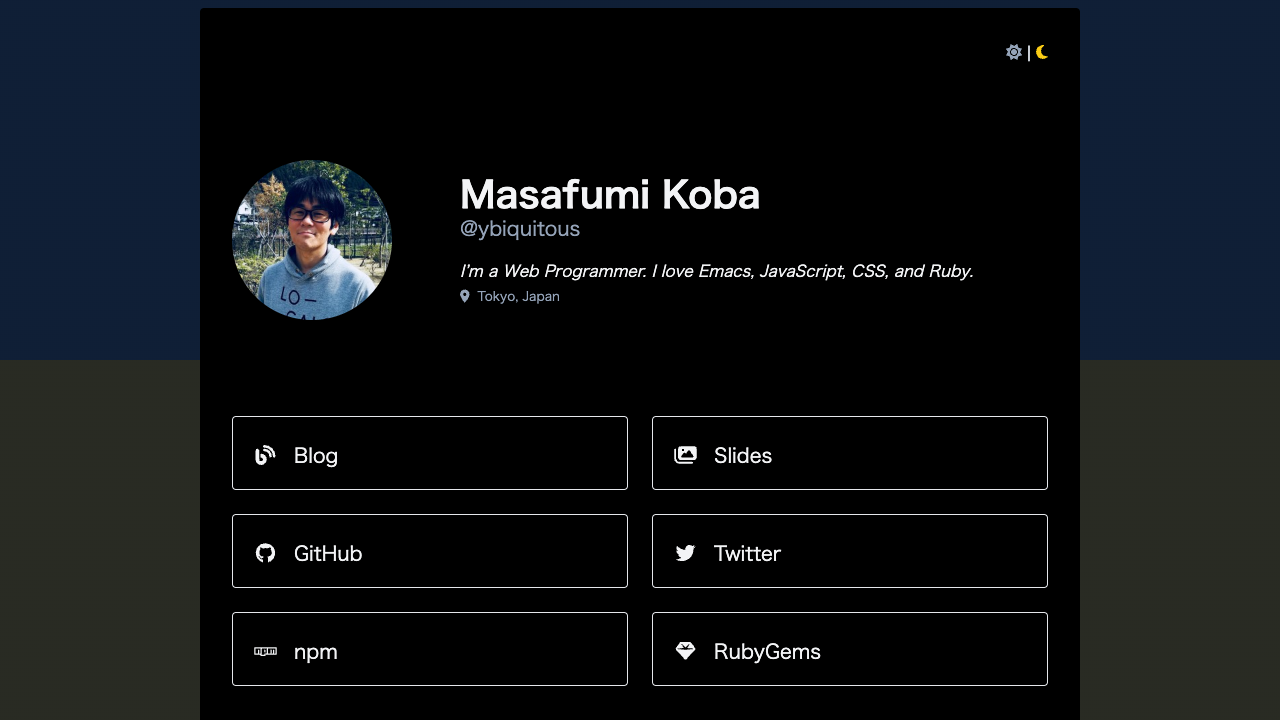 |
Masafumi Koba
@ybiquitous
I'm a Web Programmer. I love Emacs, JavaScript, CSS, and Ruby.
Tokyo, Japan
LO—
Blog
Slides
GitHub
Twitter
npm
RubyGems